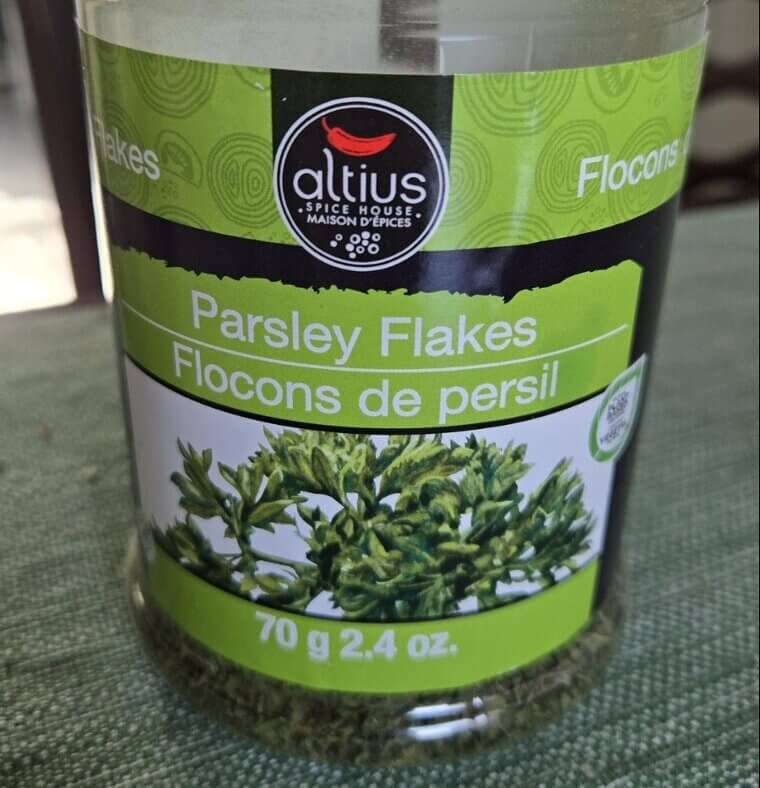 Flakes
altius
SPICE HOUSE
MAISON D'ÉPICES
Flocons
Parsley Flakes
Flocons de persil
70 g 2.4 oz.